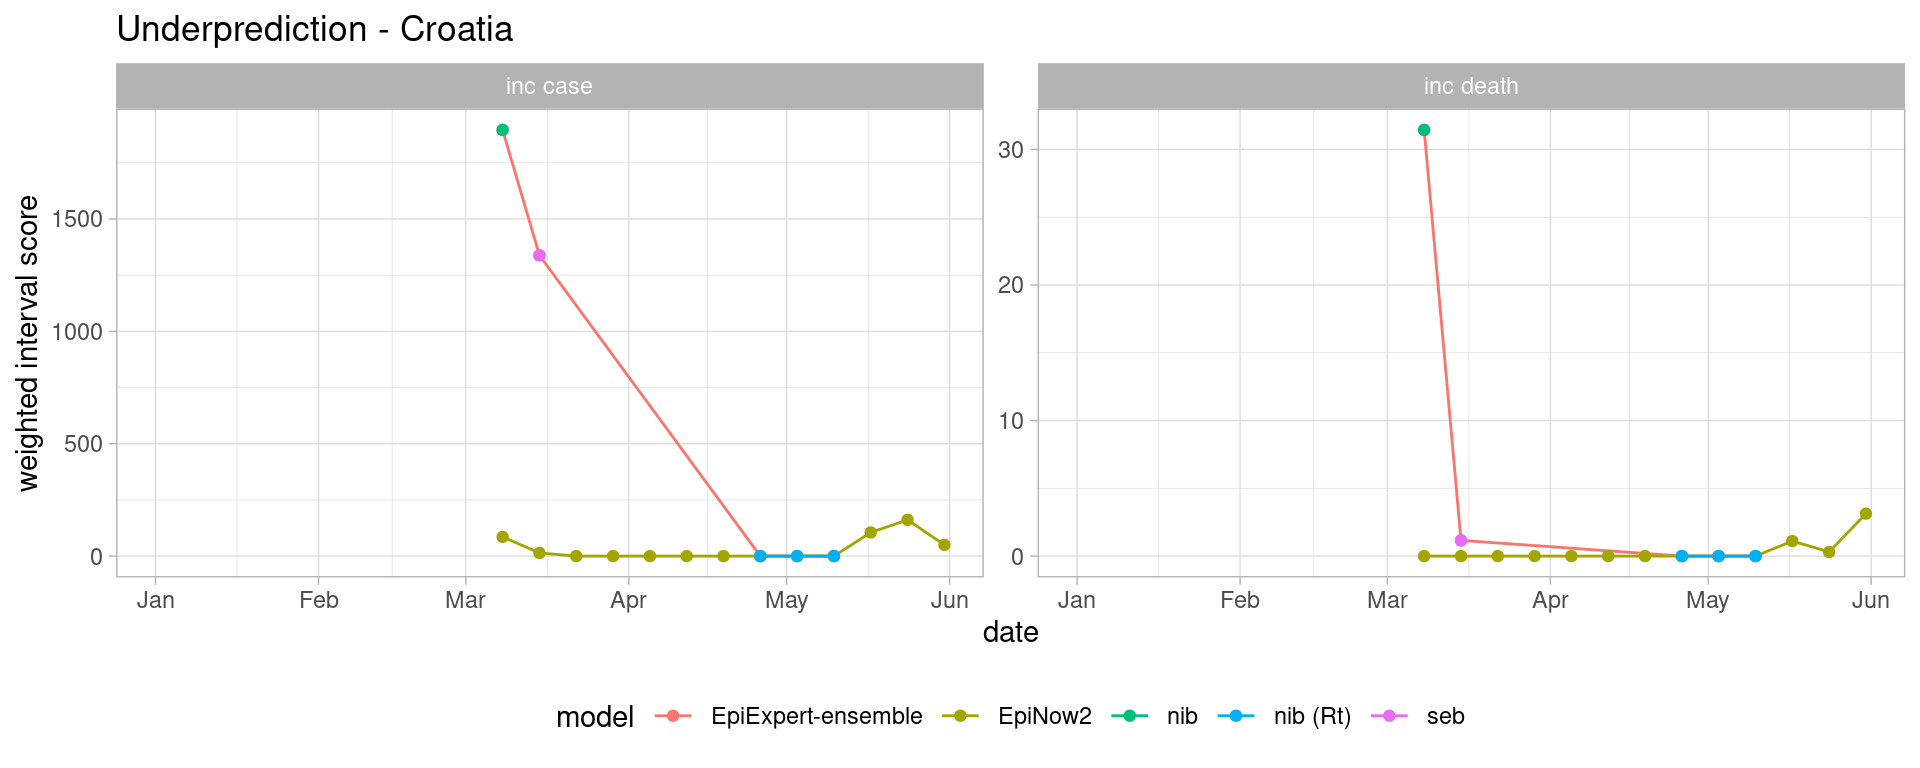 Underprediction - Croatia
inc case
inc death
weighted interval score
1500
1000
500
0
30
20
10
0
Jan Feb Mar Apr May Jun
Jan Feb Mar Apr May Jun
date
model EpiExpert-ensemble EpiNow2 nib nib (Rt) seb